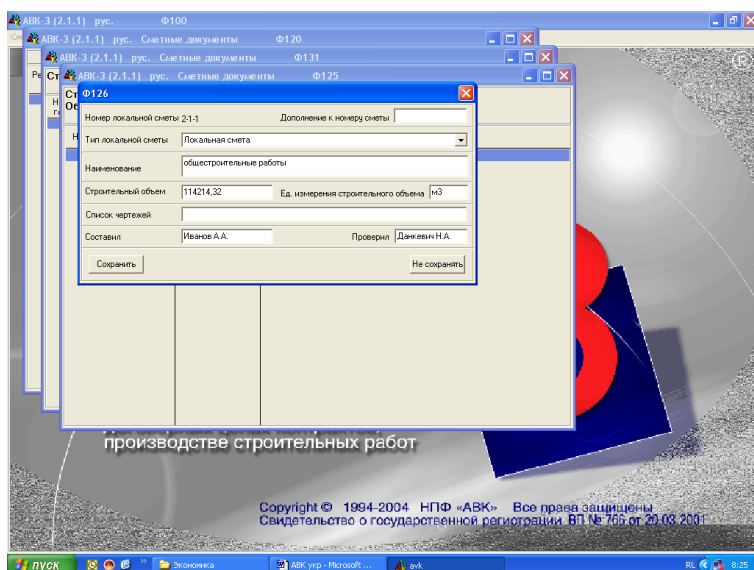 АВК-3 (2.1.1) рус. Ф100
АВК-3 (2.1.1) рус. Сметные документы Ф120
АВК-3 (2.1.1) рус. Сметные документы Ф131
АВК-3 (2.1.1) рус. Сметные документы Ф125
Ф126
Номер локальной сметы 2-1-1 Дополнение к номеру сметы
Тип локальной сметы Локальная смета
Наименование общестроительные работы
Строительный объем 114214,32 Ед. измерения строительного объема м3
Список чертежей
Составил Иванов А.А. Проверил Данкевич Н.А.
Сохранить Не сохранять
производстве строительных работ
Copyright © 1994-2004 НПФ «АВК» Все права защищены
Свидетельство о государственной регистрации ВП № 766 от 20-03-2001
пуск Экономика АВК укр - Microsoft ... avk RL 8:25